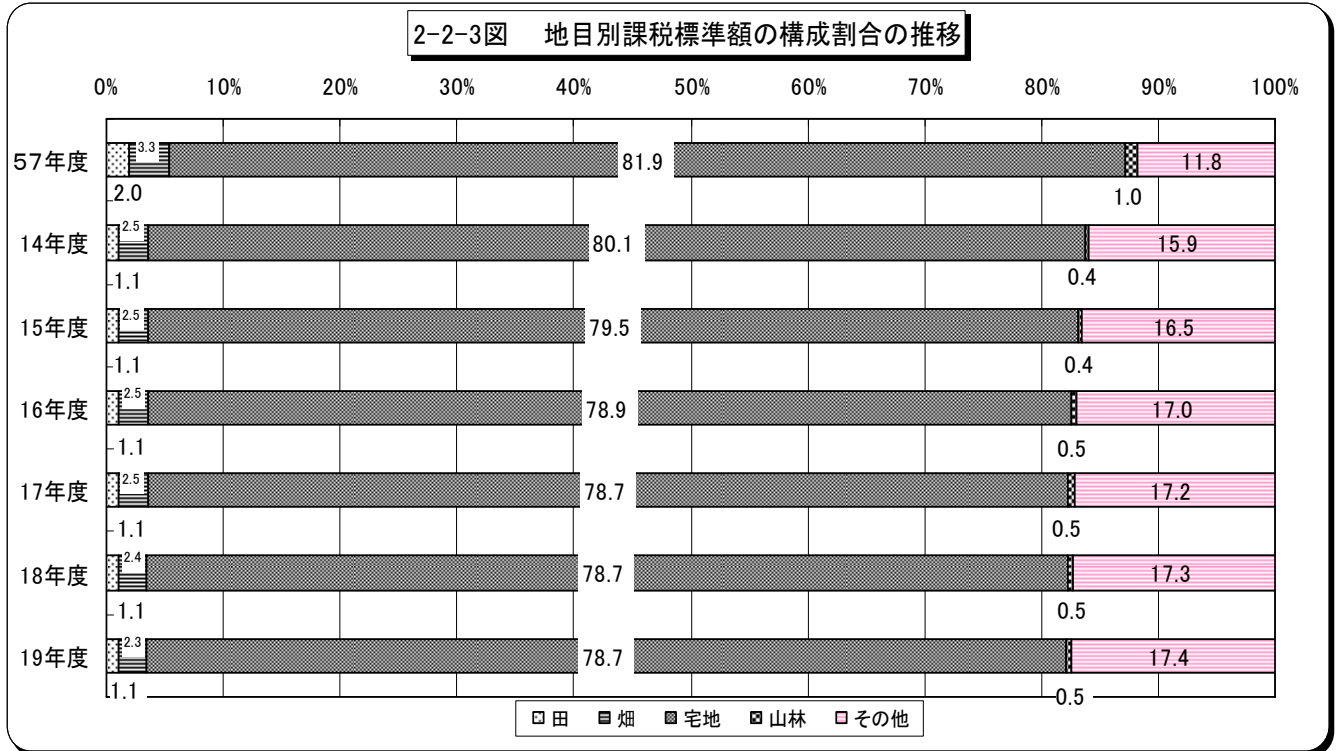 2-2-3図　地目別課税標準額の構成割合の推移
0% 10% 20% 30% 40% 50% 60% 70% 80% 90% 100%
57年度 3.3 81.9 11.8
2.0 1.0
14年度 2.5 80.1 15.9
1.1 0.4
15年度 2.5 79.5 16.5
1.1 0.4
16年度 2.5 78.9 17.0
1.1 0.5
17年度 2.5 78.7 17.2
1.1 0.5
18年度 2.4 78.7 17.3
1.1 0.5
19年度 2.3 78.7 17.4
1.1 0.5
田 畑 宅地 山林 その他